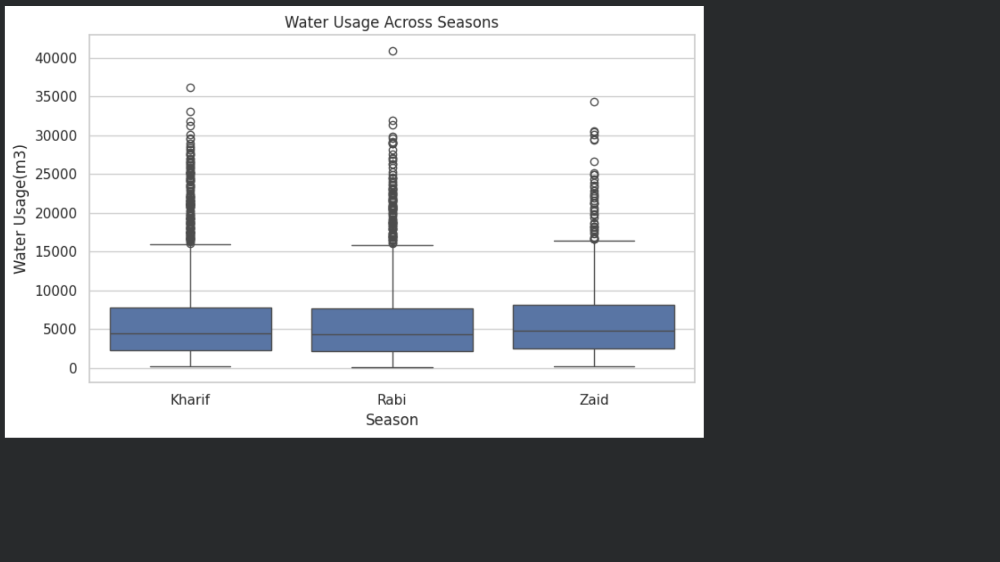 Water Usage Across Seasons
40000
35000
30000
25000
20000
15000
10000
5000
0
Water Usage(m3)
Kharif
Rabi
Zaid
Season